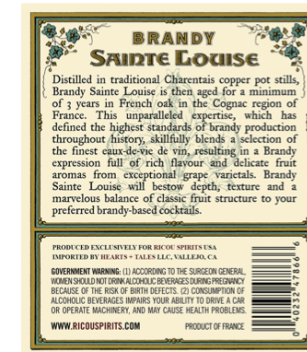 BRANDY
SAINTE LOUISE
Distilled in traditional Charentais copper pot stills,
Brandy Sainte Louise is then aged for a minimum
of 3 years in French oak in the Cognac region of
France. This unparalleled expertise, which has
defined the highest standards of brandy production
throughout history, skillfully blends a selection of
the finest eaux-de-vie de vin, resulting in a Brandy
expression full of rich flavour and delicate fruit
aromas from exceptional grape varietals. Brandy
Sainte Louise will bestow depth, texture and a
marvelous balance of classic fruit structure to your
preferred brandy-based cocktails.
PRODUCED EXCLUSIVELY FOR RICOU SPIRITS USA
IMPORTED BY HEARTS + TALES LLC, VALLEJO, CA
GOVERNMENT WARNING: (1) ACCORDING TO THE SURGEON GENERAL,
WOMEN SHOULD NOT DRINK ALCOHOLIC BEVERAGES DURING PREGNANCY
BECAUSE OF THE RISK OF BIRTH DEFECTS. (2) CONSUMPTION OF
ALCOHOLIC BEVERAGES IMPAIRS YOUR ABILITY TO DRIVE A CAR
OR OPERATE MACHINERY, AND MAY CAUSE HEALTH PROBLEMS.
WWW.RICOUSPIRITS.COM PRODUCT OF FRANCE
0 40232 47866 6